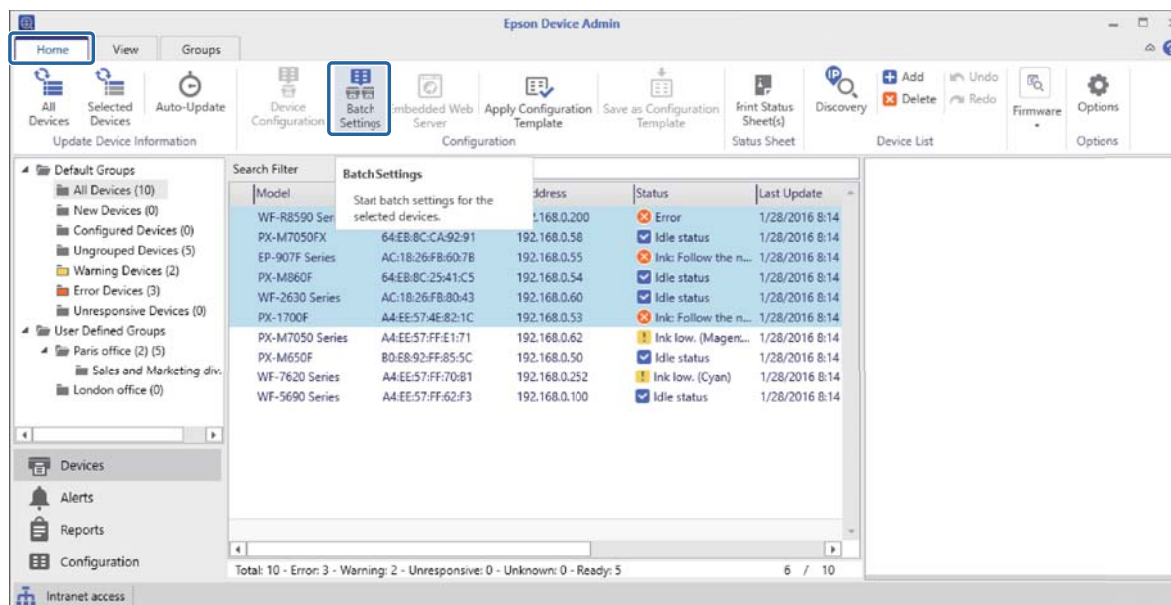 Epson Device Admin
Home View Groups
All Devices
Selected Devices
Auto-Update
Update Device Information
Device Configuration
Batch Settings
Embedded Web Server
Apply Configuration Template
Save as Configuration Template
Configuration
Print Status Sheet(s)
Status Sheet
Discovery
Add
Delete
Undo
Redo
Device List
Firmware
Options
Options
Default Groups
All Devices (10)
New Devices (0)
Configured Devices (0)
Ungrouped Devices (5)
Warning Devices (2)
Error Devices (3)
Unresponsive Devices (0)
User Defined Groups
Paris office (2) (5)
Sales and Marketing div.
London office (0)
Devices
Alerts
Reports
Configuration
Search Filter
Batch Settings
Start batch settings for the
selected devices.
Model ddress Status Last Update
WF-R8590 Seri 2.168.0.200 Error 1/28/2016 8:14
PX-M7050FX 64:EB:8C:CA:92:91 192.168.0.58 Idle status 1/28/2016 8:14
EP-907F Series AC:18:26:FB:60:7B 192.168.0.55 Ink: Follow the n... 1/28/2016 8:14
PX-M860F 64:EB:8C:25:41:C5 192.168.0.54 Idle status 1/28/2016 8:14
WF-2630 Series AC:18:26:FB:80:43 192.168.0.60 Idle status 1/28/2016 8:14
PX-1700F A4:EE:57:4E:82:1C 192.168.0.53 Ink: Follow the n... 1/28/2016 8:14
PX-M7050 Series A4:EE:57:FF:E1:71 192.168.0.62 Ink low. (Magen... 1/28/2016 8:14
PX-M650F B0:E8:92:FF:85:5C 192.168.0.50 Idle status 1/28/2016 8:14
WF-7620 Series A4:EE:57:FF:70:B1 192.168.0.252 Ink low. (Cyan) 1/28/2016 8:14
WF-5690 Series A4:EE:57:FF:62:F3 192.168.0.100 Idle status 1/28/2016 8:14
Total: 10 - Error: 3 - Warning: 2 - Unresponsive: 0 - Unknown: 0 - Ready: 5 6 / 10
Intranet access